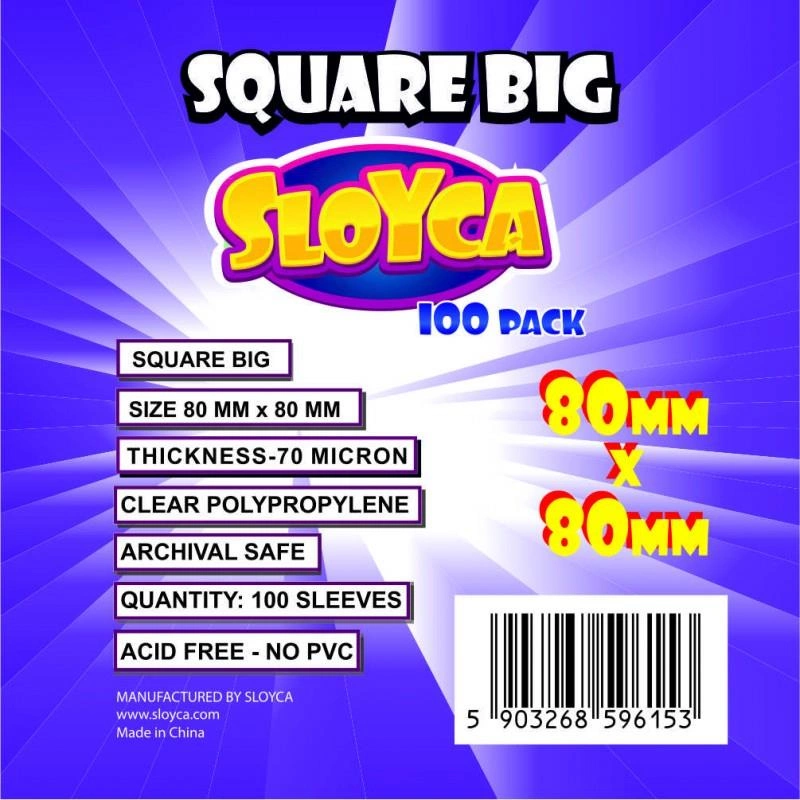 SQUARE BIG
SLOYCA
100 PACK
SQUARE BIG
SIZE 80 MM x 80 MM
THICKNESS-70 MICRON
CLEAR POLYPROPYLENE
ARCHIVAL SAFE
QUANTITY: 100 SLEEVES
ACID FREE - NO PVC
80MM
X
80MM
MANUFACTURED BY SLOYCA
www.sloyca.com
Made in China
5 903268 596153